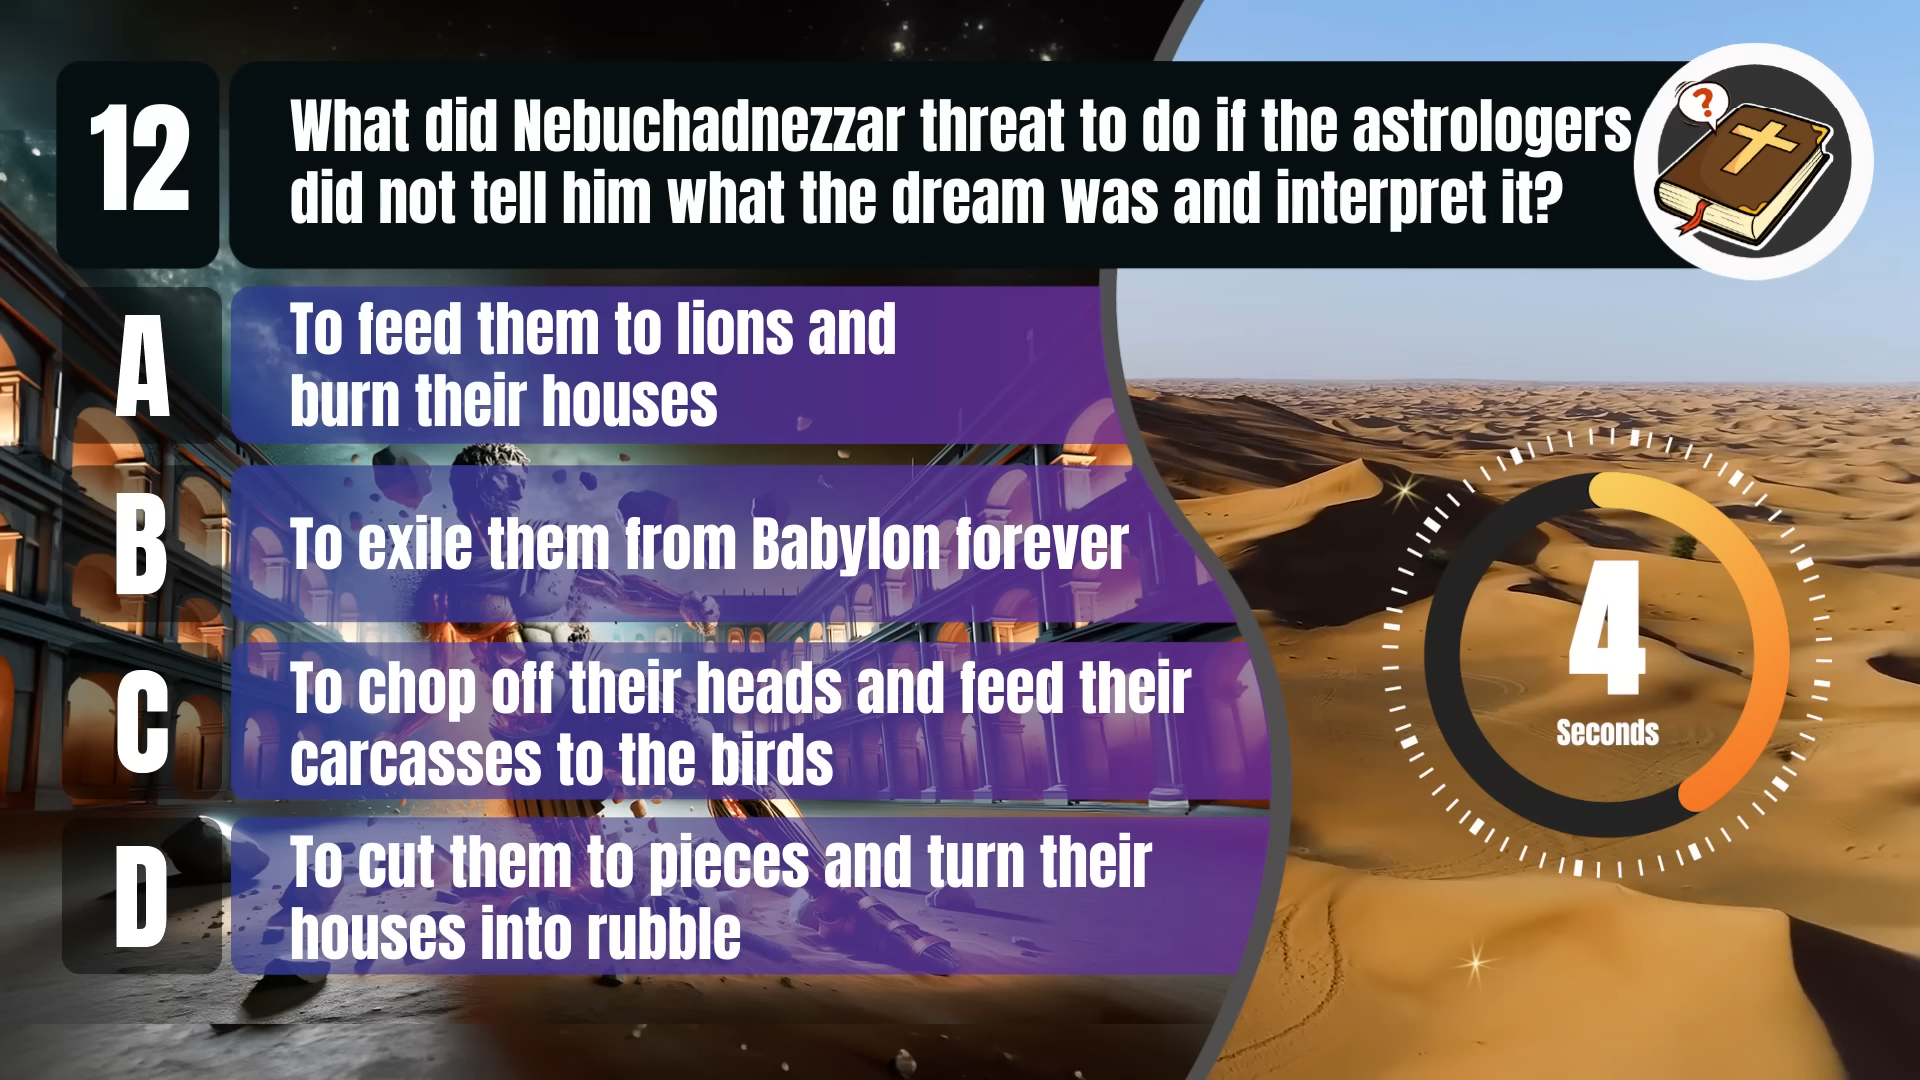 12
What did Nebuchadnezzar threat to do if the astrologers
did not tell him what the dream was and interpret it?
?
A
To feed them to lions and
burn their houses
B
To exile them from Babylon forever
C
To chop off their heads and feed their
carcasses to the birds
D
To cut them to pieces and turn their
houses into rubble
4
Seconds